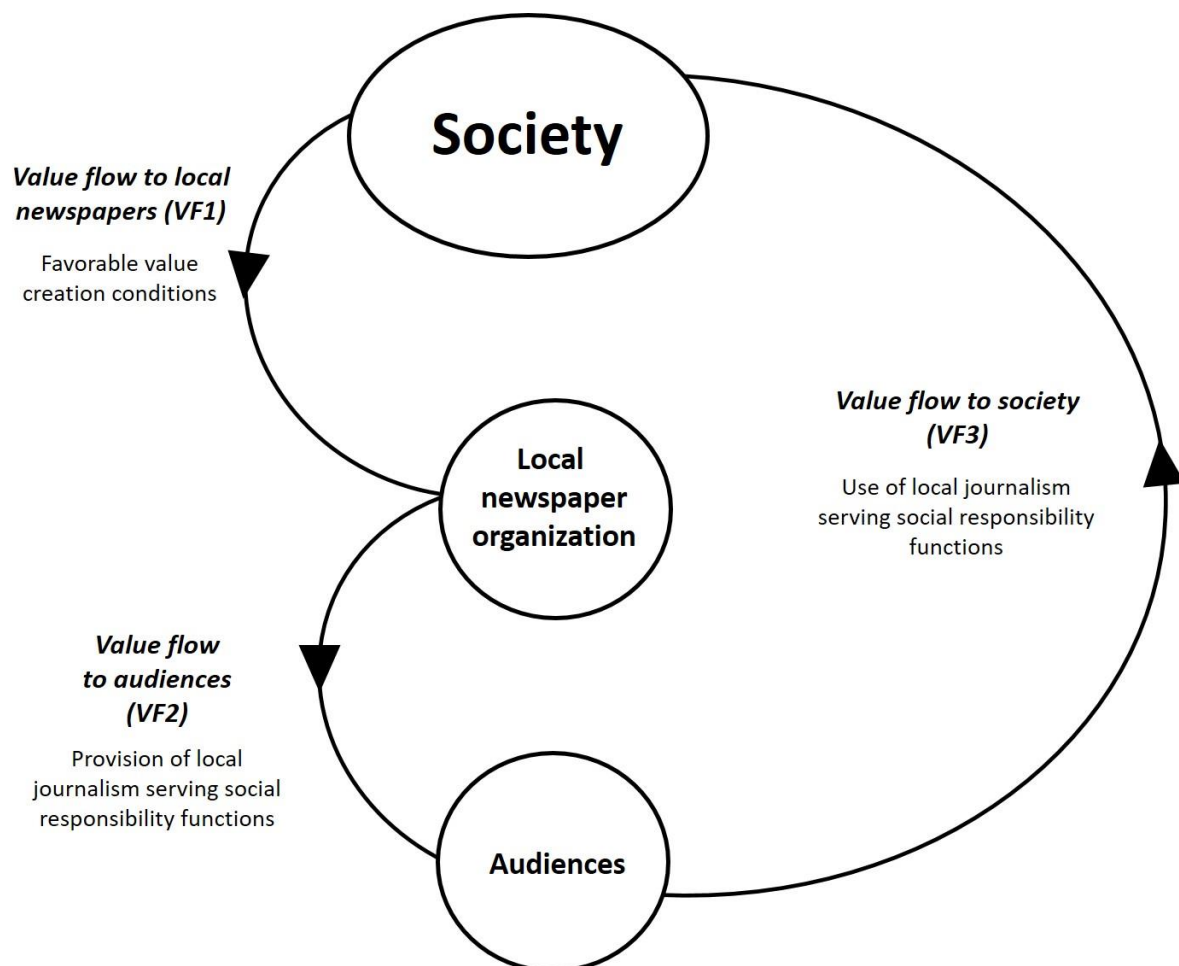 Society
Value flow to local
newspapers (VF1)
Favorable value
creation conditions
Local
newspaper
organization
Value flow to society
(VF3)
Use of local journalism
serving social responsibility
functions
Value flow
to audiences
(VF2)
Provision of local
journalism serving social
responsibility functions
Audiences